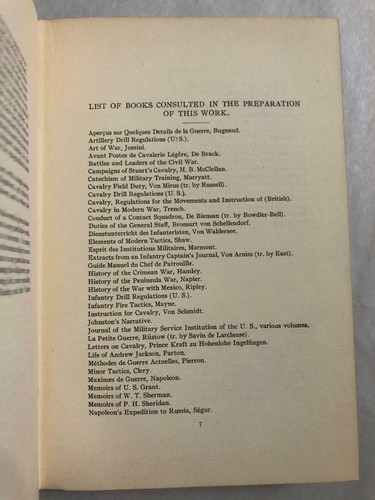 LIST OF BOOKS CONSULTED IN THE PREPARATION
OF THIS WORK.
Aperçus sur Quelques Details de la Guerre, Bugeaud.
Artillery Drill Regulations (U. S.).
Art of War, Jomini.
Avant Postes de Cavalerie Légère, De Brack.
Battles and Leaders of the Civil War.
Campaigns of Stuart's Cavalry, H. B. McClellan.
Catechism of Military Training, Marryatt.
Cavalry Field Duty, Von Mirus (tr. by Russell).
Cavalry Drill Regulations (U. S.).
Cavalry, Regulations for the Movements and Instruction of (British).
Cavalry in Modern War, Trench.
Conduct of a Contact Squadron, De Biensan (tr. by Bowdler-Bell).
Duties of the General Staff, Bronsart von Schellendorf.
Dienstunterricht des Infanteristen, Von Waldersee.
Elements of Modern Tactics, Shaw.
Esprit des Institutions Militaires, Marmont.
Extracts from an Infantry Captain's Journal, Von Arnim (tr. by East).
Guide Manuel du Chef de Patrouille.
History of the Crimean War, Hamley.
History of the Peninsula War, Napier.
History of the War with Mexico, Ripley.
Infantry Drill Regulations (U. S.).
Infantry Fire Tactics, Mayne.
Instruction for Cavalry, Von Schmidt.
Johnston's Narrative.
Journal of the Military Service Institution of the U. S., various volumes.
La Petite Guerre, Rüstow (tr. by Savin de Larclause).
Letters on Cavalry, Prince Kraft zu Hohenlohe Ingelfingen.
Life of Andrew Jackson, Parton.
Méthodes de Guerre Actuelles, Pierron.
Minor Tactics, Clery.
Maximes de Guerre, Napoleon.
Memoirs of U. S. Grant.
Memoirs of W. T. Sherman.
Memoirs of P. H. Sheridan.
Napoleon's Expedition to Russia, Ségur.
7